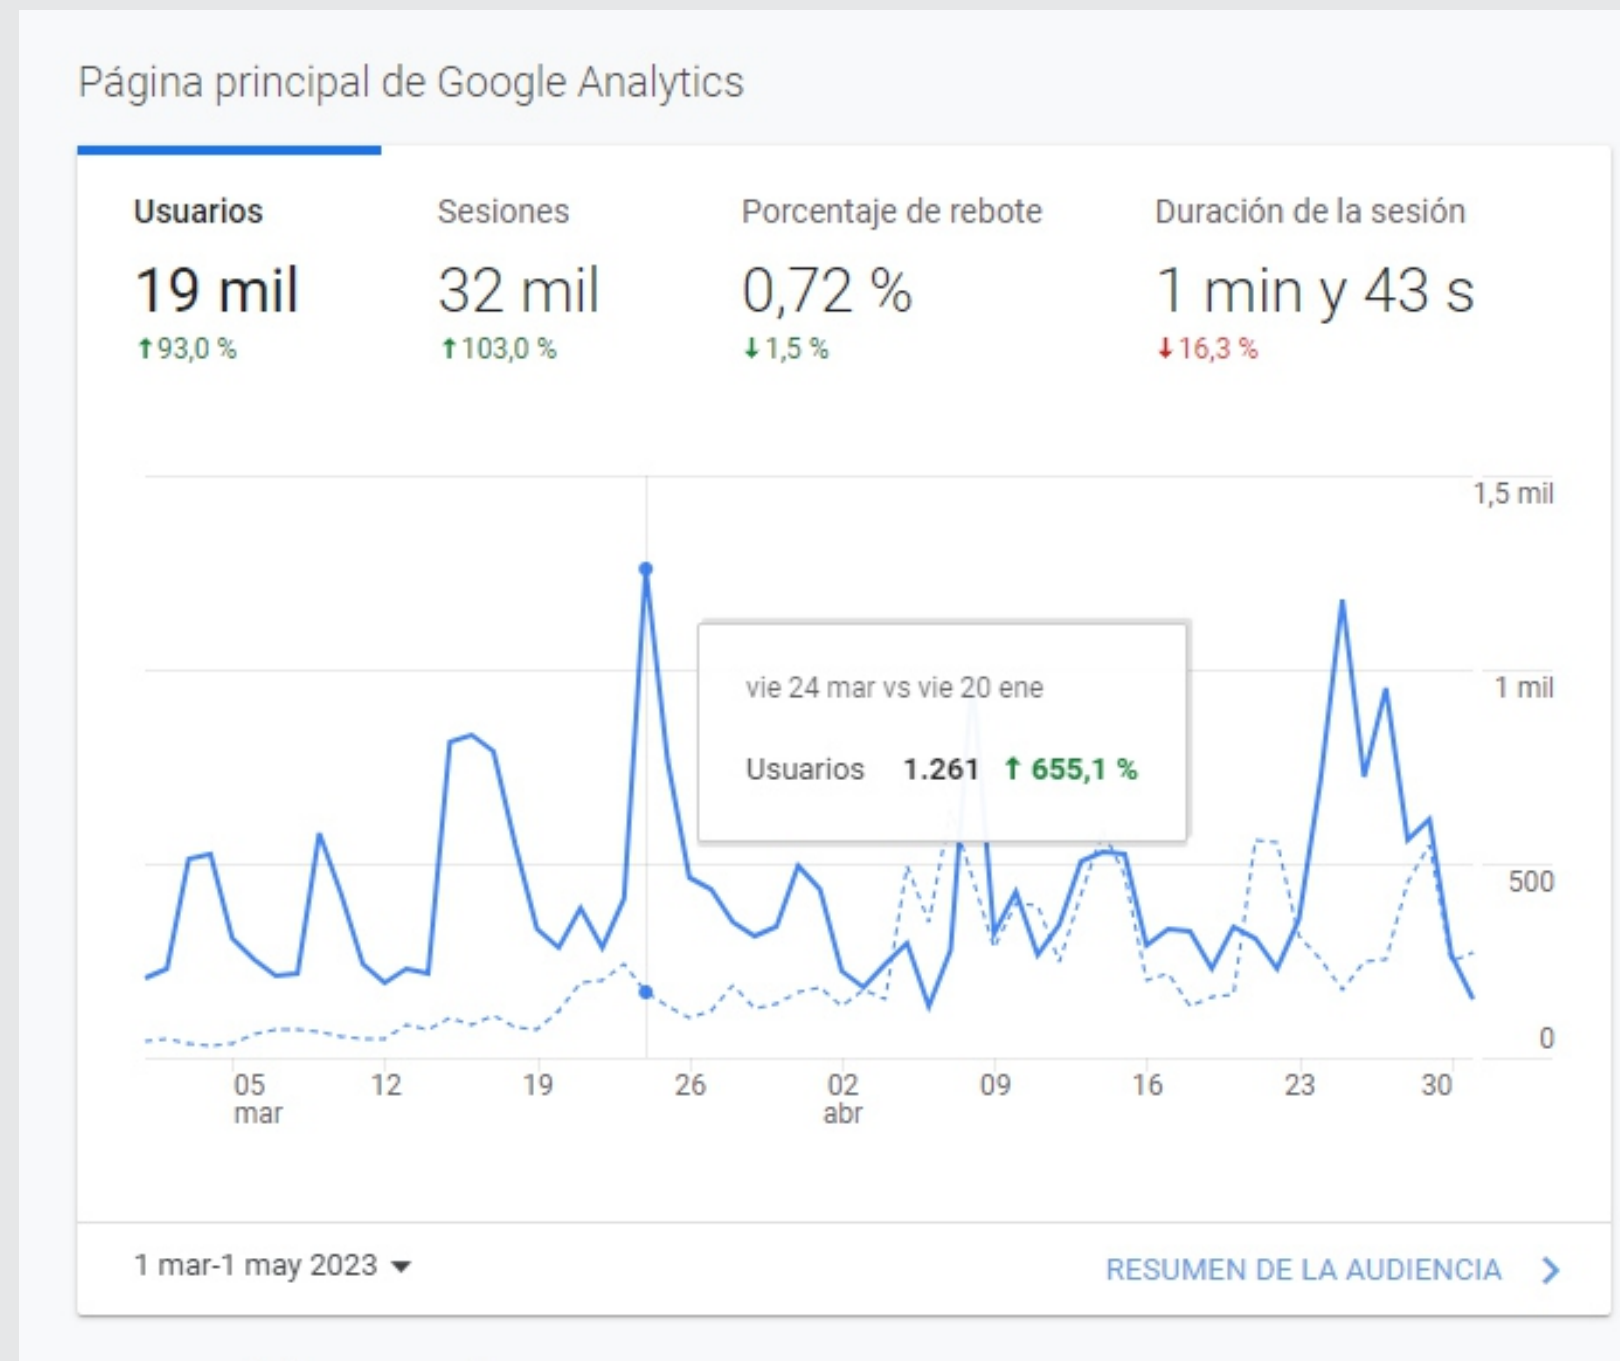 Página principal de Google Analytics
Usuarios Sesiones Porcentaje de rebote Duración de la sesión
19 mil 32 mil 0,72 % 1 min y 43 s
↑93,0 % ↑103,0 % ↓1,5 % ↓16,3 %
1,5 mil
1 mil
vie 24 mar vs vie 20 ene
Usuarios 1.261 ↑ 655,1 %
500
0
05 12 19 26 02 09 16 23 30
mar abr
1 mar-1 may 2023
RESUMEN DE LA AUDIENCIA